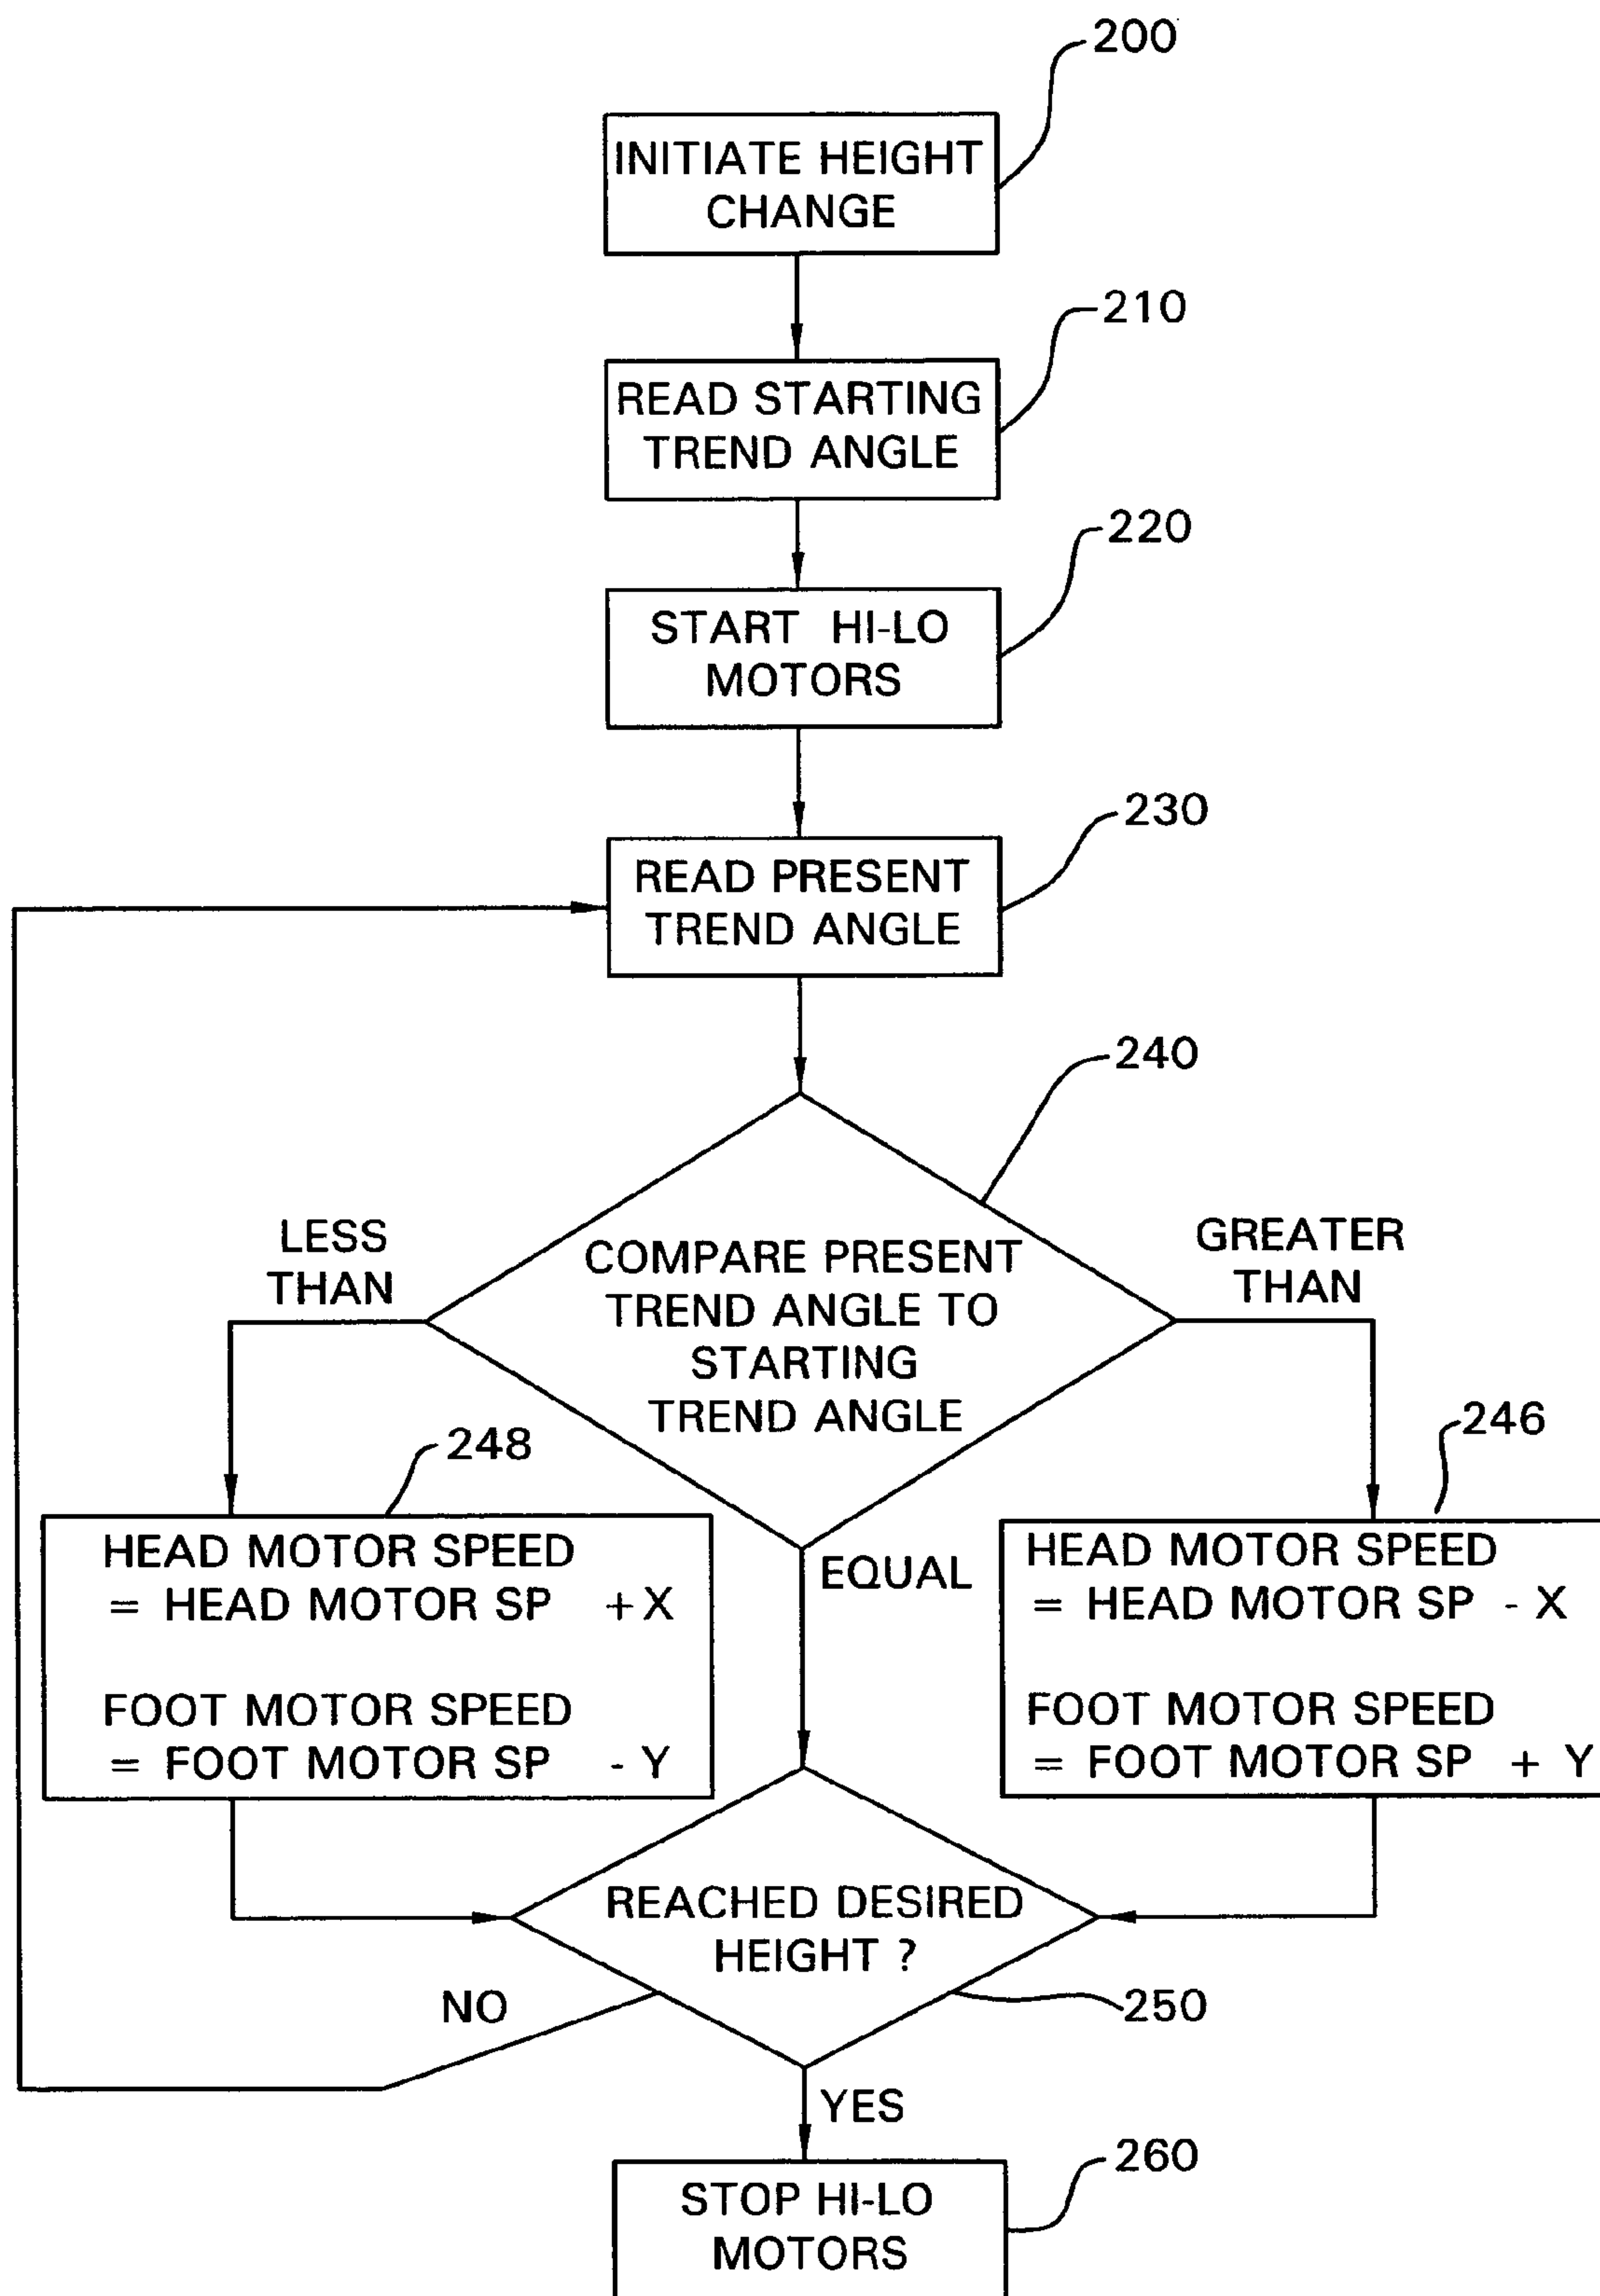 200
INITIATE HEIGHT
CHANGE
210
READ STARTING
TREND ANGLE
220
START HI-LO
MOTORS
230
READ PRESENT
TREND ANGLE
240
LESS
THAN
COMPARE PRESENT
TREND ANGLE TO
STARTING
TREND ANGLE
GREATER
THAN
248
HEAD MOTOR SPEED
= HEAD MOTOR SP +X
FOOT MOTOR SPEED
= FOOT MOTOR SP - Y
EQUAL
246
HEAD MOTOR SPEED
= HEAD MOTOR SP - X
FOOT MOTOR SPEED
= FOOT MOTOR SP + Y
REACHED DESIRED
HEIGHT ?
NO
250
YES
260
STOP HI-LO
MOTORS